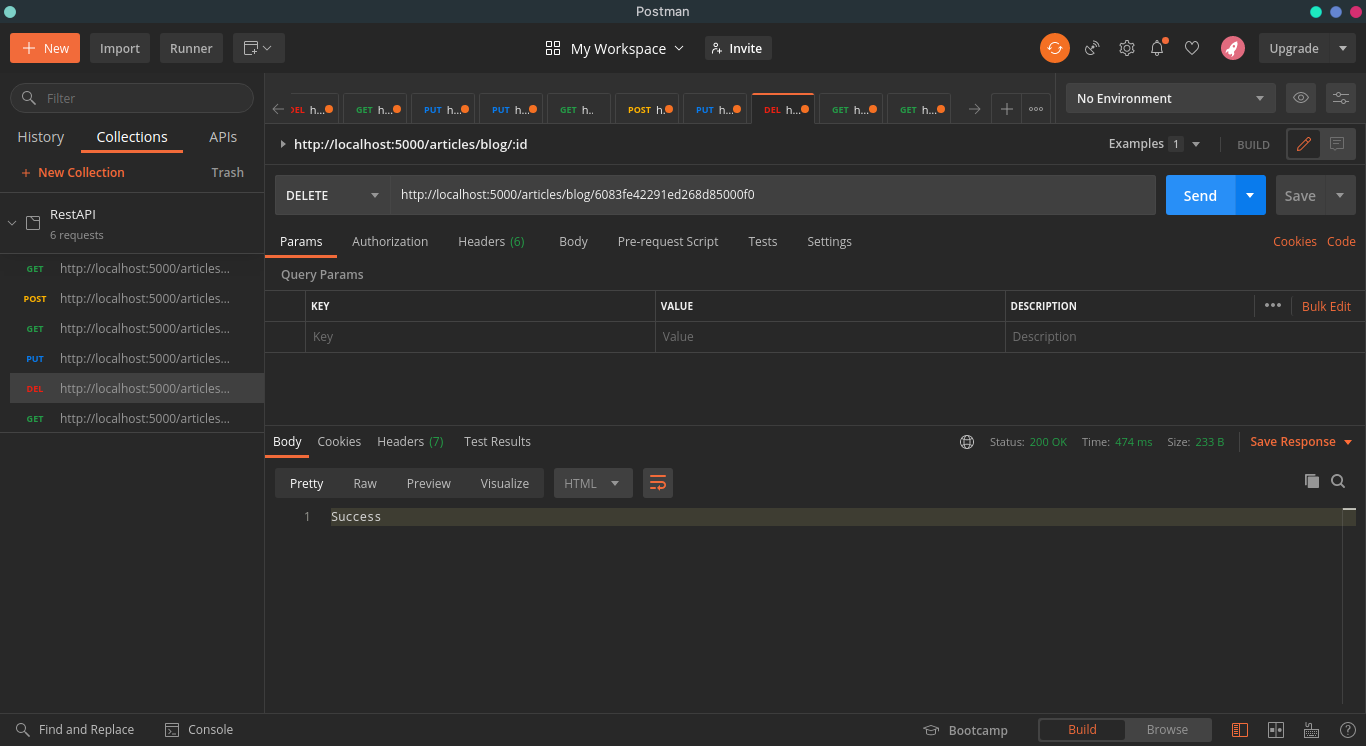 Postman
New
Import
Runner
My Workspace
Invite
Upgrade
Filter
DEL h...
GET h...
PUT h...
PUT h...
GET h..
POST h.
PUT h...
DEL h...
GET h...
GET h...
No Environment
History
Collections
APIs
http://localhost:5000/articles/blog/:id
Examples 1
BUILD
New Collection
Trash
DELETE
http://localhost:5000/articles/blog/6083fe42291ed268d85000f0
Send
Save
RestAPI
6 requests
Params
Authorization
Headers (6)
Body
Pre-request Script
Tests
Settings
Cookies
Code
GET http://localhost:5000/articles...
POST http://localhost:5000/articles...
GET http://localhost:5000/articles...
PUT http://localhost:5000/articles...
DEL http://localhost:5000/articles...
GET http://localhost:5000/articles...
Query Params
KEY
VALUE
DESCRIPTION
Bulk Edit
Key
Value
Description
Body
Cookies
Headers (7)
Test Results
Status: 200 OK
Time: 474 ms
Size: 233 B
Save Response
Pretty
Raw
Preview
Visualize
HTML
1 Success
Find and Replace
Console
Bootcamp
Build
Browse